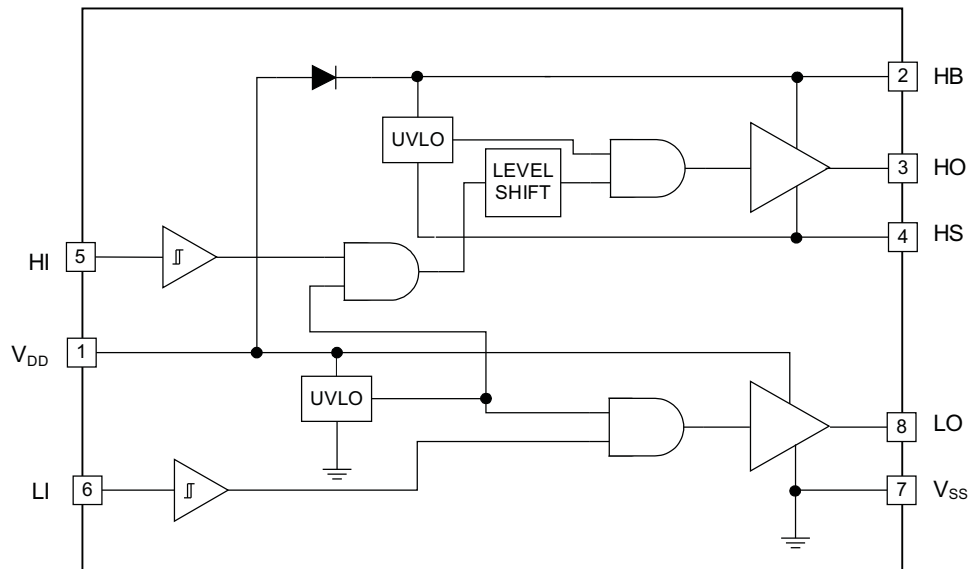 2 HB
UVLO
LEVEL
SHIFT
3 HO
HI 5
4 HS
VDD 1
UVLO
8 LO
LI 6
7 VSS